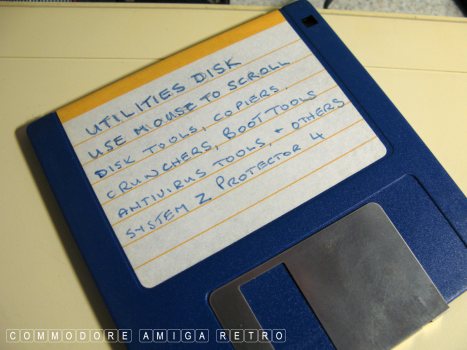 UTILITIES DISK
USE MOUSE TO SCROLL
DISK TOOLS, COPIERS,
CRUNCHERS, BOOT TOOLS
ANTIVIRUS TOOLS, + OTHERS
SYSTEM Z PROTECTOR 4
COMMODORE AMIGA RETRO